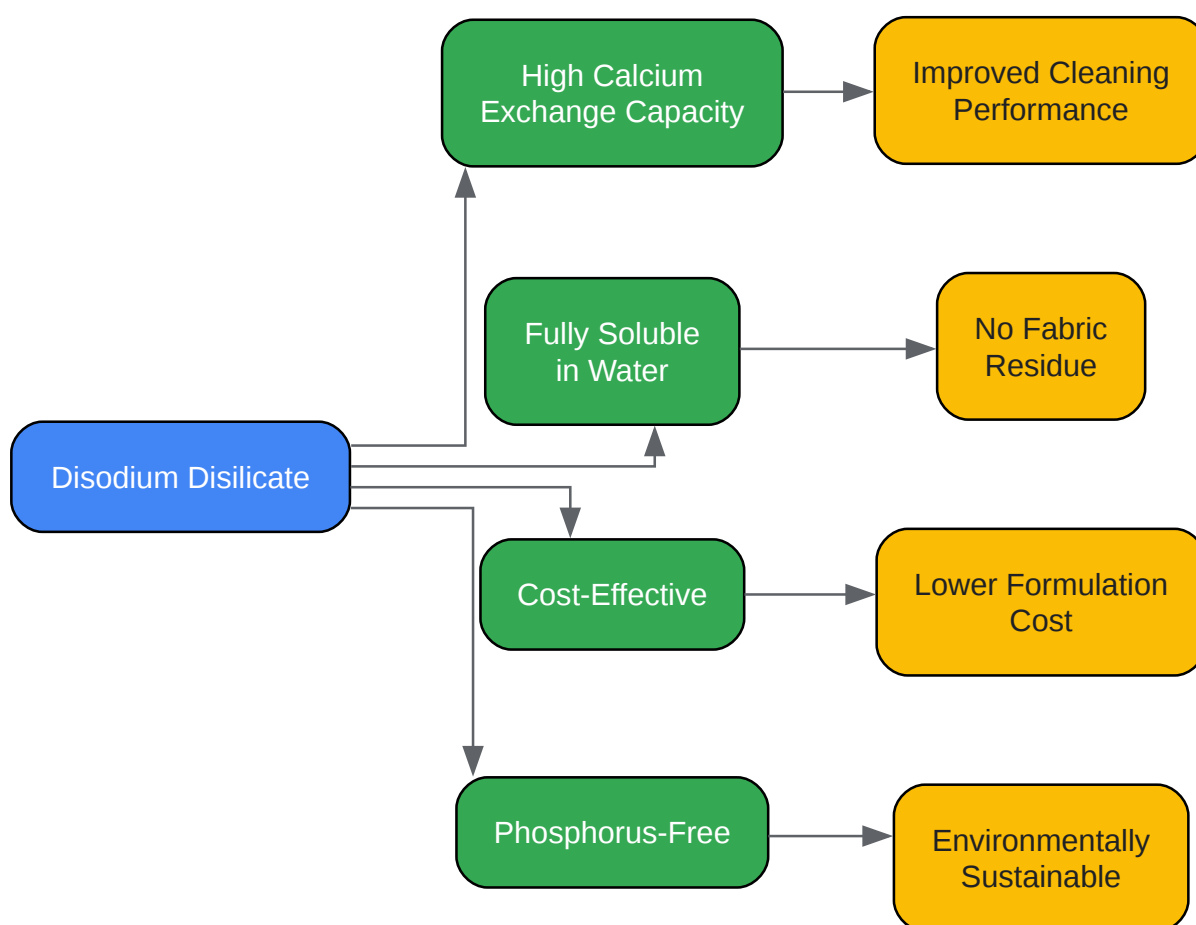 High Calcium
Exchange Capacity
Improved Cleaning
Performance
Fully Soluble
in Water
No Fabric
Residue
Disodium Disilicate
Cost-Effective
Lower Formulation
Cost
Phosphorus-Free
Environmentally
Sustainable